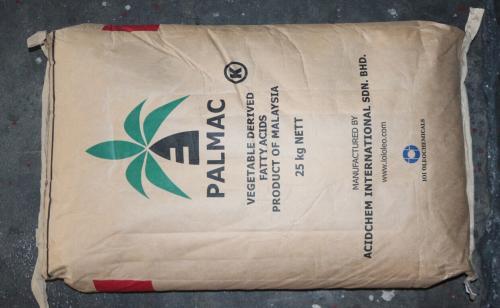 PALMAC
K
VEGETABLE DERIVED
FATTY ACIDS
PRODUCT OF MALAYSIA
25 kg NETT
MANUFACTURED BY
ACIDCHEM INTERNATIONAL SDN. BHD.
www.ioioleo.com
IOI OLEOCHEMICALS